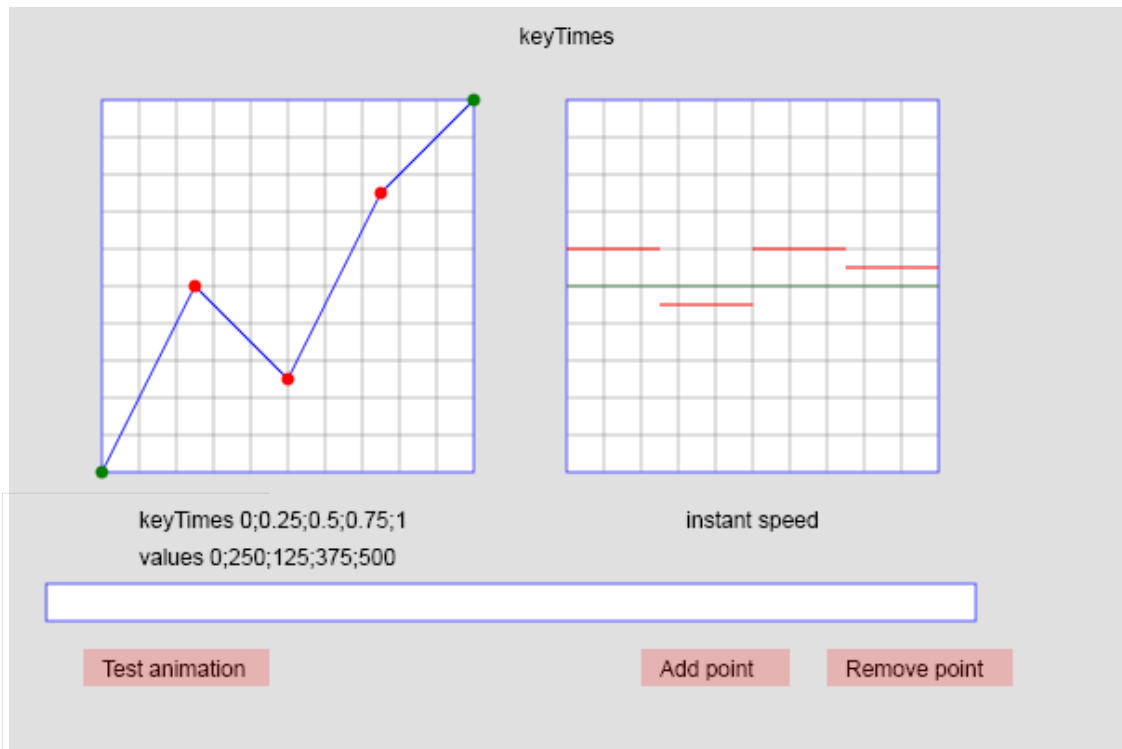 keyTimes
keyTimes 0;0.25;0.5;0.75;1
instant speed
values 0;250;125;375;500
Test animation
Add point
Remove point